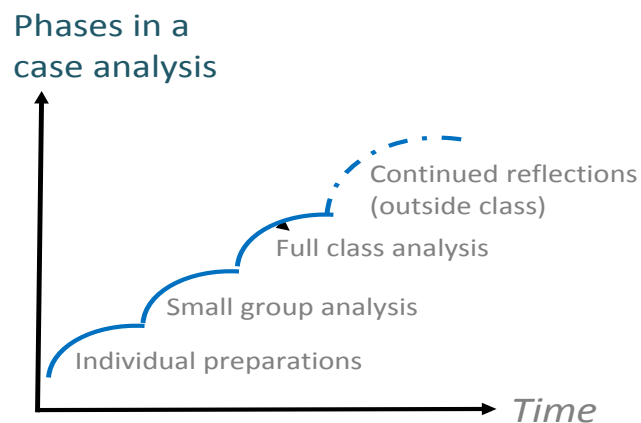 Phases in a
case analysis
Continued reflections
(outside class)
Full class analysis
Small group analysis
Individual preparations
Time